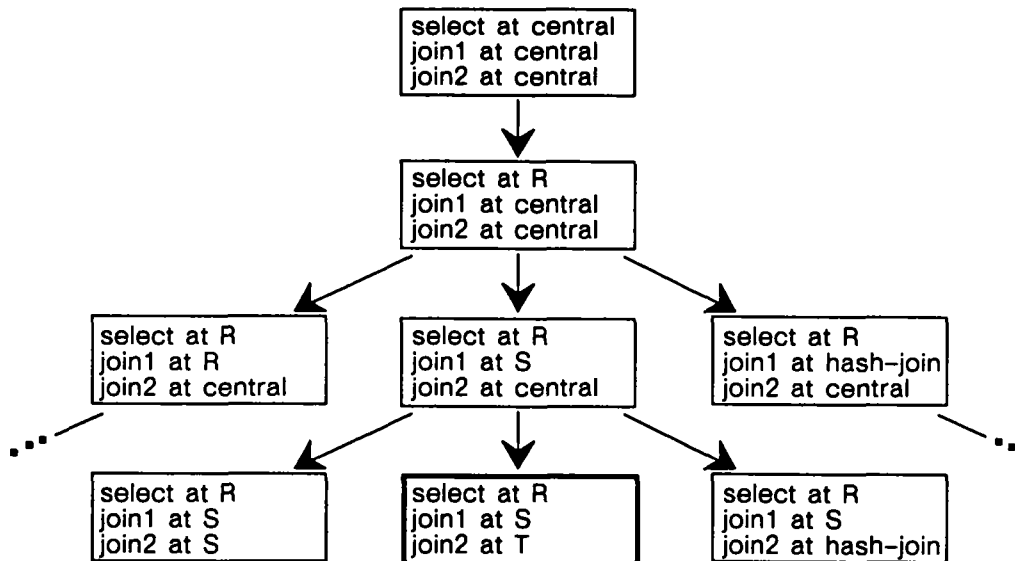 select at central
join1 at central
join2 at central
select at R
join1 at central
join2 at central
select at R
join1 at R
join2 at central
select at R
join1 at S
join2 at central
select at R
join1 at hash-join
join2 at central
select at R
join1 at S
join2 at S
select at R
join1 at S
join2 at T
select at R
join1 at S
join2 at hash-join